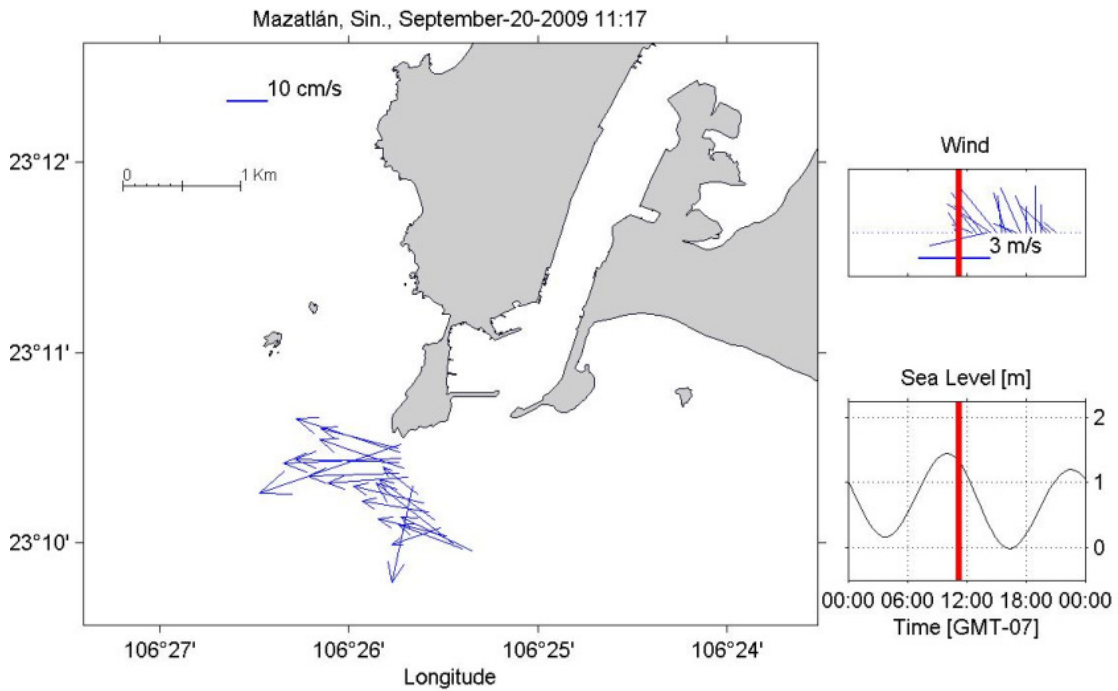 Mazatlán, Sin., September-20-2009 11:17
10 cm/s
0 1 Km
23°12'
23°11'
23°10'
106°27' 106°26' 106°25' 106°24'
Longitude
Wind
3 m/s
Sea Level [m]
2
1
0
00:00 06:00 12:00 18:00 00:00
Time [GMT-07]